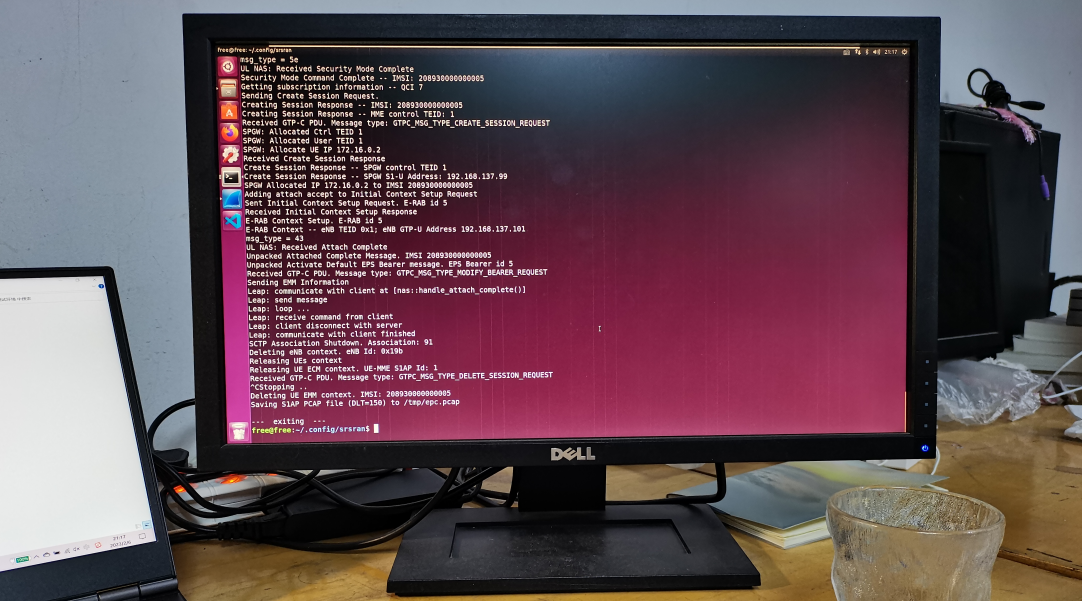 free@free: ~/.config/srsran
21:17
msg_type = 5e
UL NAS: Received Security Mode Complete
Security Mode Command Complete -- IMSI: 208930000000005
Getting subscription information -- QCI 7
Sending Create Session Request.
Creating Session Response -- IMSI: 208930000000005
Creating Session Response -- MME control TEID: 1
Received GTP-C PDU. Message type: GTPC_MSG_TYPE_CREATE_SESSION_REQUEST
SPGW: Allocated Ctrl TEID 1
SPGW: Allocated User TEID 1
SPGW: Allocate UE IP 172.16.0.2
Received Create Session Response
Create Session Response -- SPGW control TEID 1
Create Session Response -- SPGW S1-U Address: 192.168.137.99
SPGW Allocated IP 172.16.0.2 to IMSI 208930000000005
Adding attach accept to Initial Context Setup Request
Sent Initial Context Setup Request. E-RAB id 5
Received Initial Context Setup Response
E-RAB Context Setup. E-RAB id 5
E-RAB Context -- eNB TEID 0x1; eNB GTP-U Address 192.168.137.101
msg_type = 43
UL NAS: Received Attach Complete
Unpacked Attached Complete Message. IMSI 208930000000005
Unpacked Activate Default EPS Bearer message. EPS Bearer id 5
Received GTP-C PDU. Message type: GTPC_MSG_TYPE_MODIFY_BEARER_REQUEST
Sending EMM Information
Leap: communicate with client at [nas::handle_attach_complete()]
Leap: send message
Leap: loop ...
Leap: receive command from client
Leap: client disconnect with server
Leap: communicate with client finished
SCTP Association Shutdown. Association: 91
Deleting eNB context. eNB Id: 0x19b
Releasing UEs context
Releasing UE ECM context. UE-MME S1AP Id: 1
Received GTP-C PDU. Message type: GTPC_MSG_TYPE_DELETE_SESSION_REQUEST
^CStopping ..
Deleting UE EMM context. IMSI: 208930000000005
Saving S1AP PCAP file (DLT=150) to /tmp/epc.pcap
--- exiting ---
free@free:~/.config/srsran$
DELL
21:17